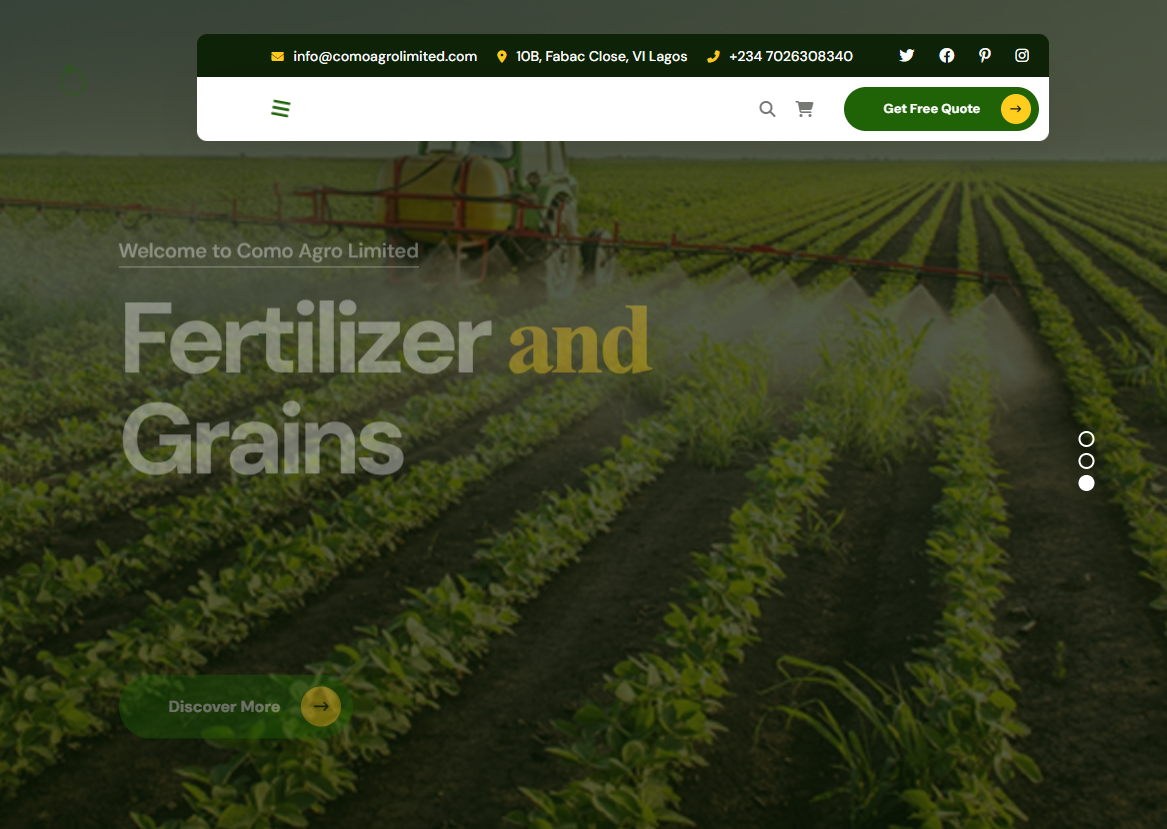 info@comoagrolimited.com 10B, Fabac Close, VI Lagos +234 7026308340
Get Free Quote
Welcome to Como Agro Limited
Fertilizer and
Grains
Discover More